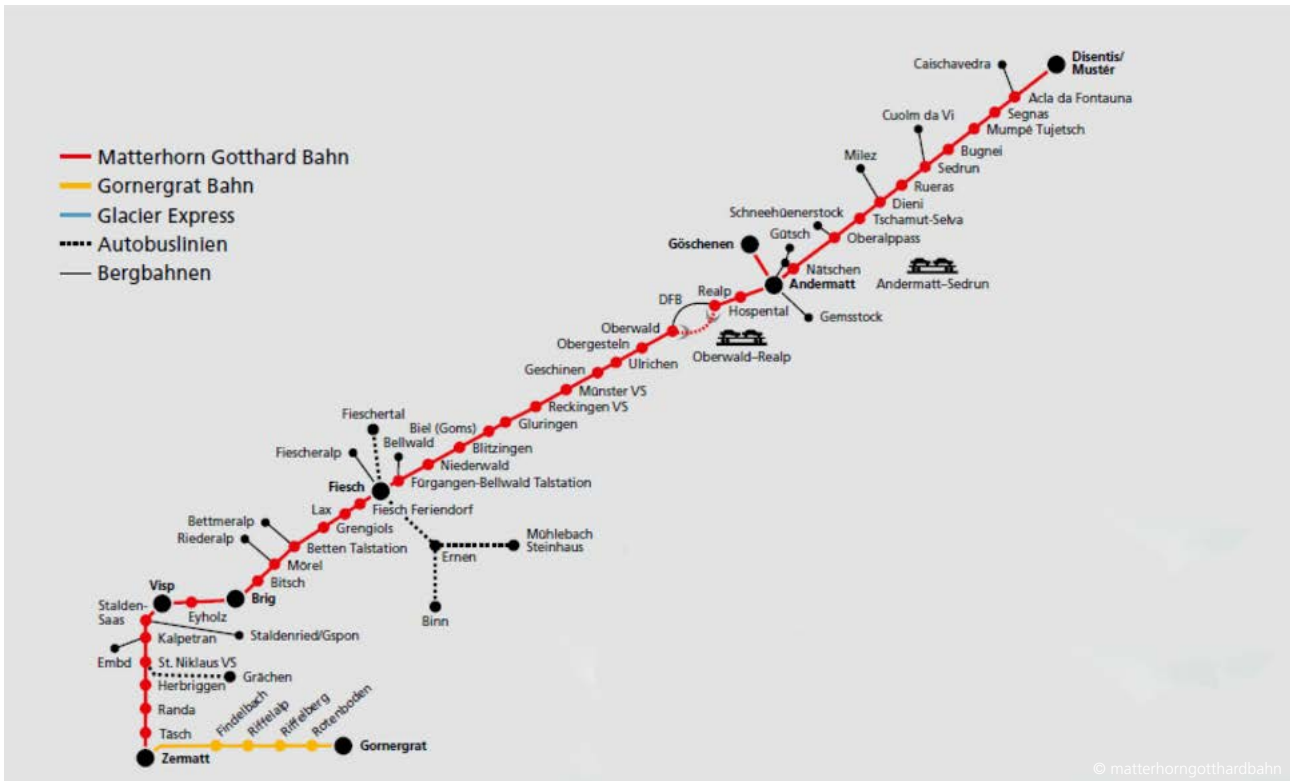 Matterhorn Gotthard Bahn
Gornergrat Bahn
Glacier Express
Autobuslinien
Bergbahnen
Disentis/
Mustér
Caischavedra
Acla da Fontauna
Segnas
Cuolm da Vi
Mumpé Tujetsch
Bugnei
Milez
Sedrun
Rueras
Dieni
Schneehüenerstock
Tschamut-Selva
Gütsch
Oberalppass
Göschenen
Nätschen
Andermatt
Andermatt–Sedrun
Realp
DFB
Hospental
Gemsstock
Oberwald
Obergesteln
Oberwald–Realp
Ulrichen
Geschinen
Münster VS
Reckingen VS
Fieschertal
Gluringen
Biel (Goms)
Bellwald
Blitzingen
Fiescheralp
Niederwald
Fürgangen-Bellwald Talstation
Fiesch
Fiesch Feriendorf
Lax
Grengiols
Bettmeralp
Mühlebach
Steinhaus
Riederalp
Betten Talstation
Ernen
Mörel
Bitsch
Visp
Brig
Stalden-
Saas
Eyholz
Binn
Kalpetran
Staldenried/Gspon
Embd
St. Niklaus VS
Grächen
Herbriggen
Randa
Findelbach
Riffelalp
Riffelberg
Rotenboden
Täsch
Gornergrat
Zermatt
© matterhorngotthardbahn